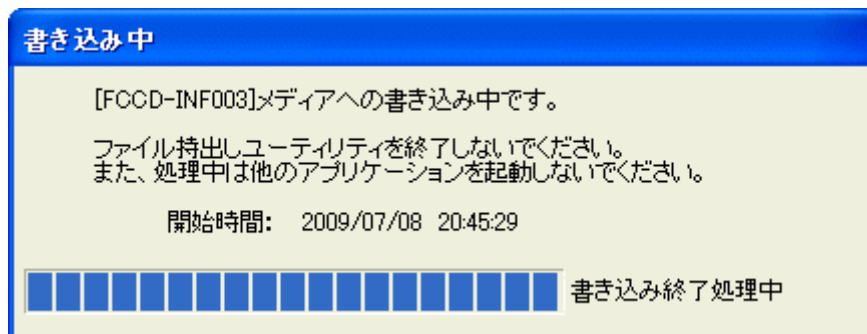 書き込み中
[FCCD-INF003]メディアへの書き込み中です。
ファイル持出しユーティリティを終了しないでください。
また、処理中は他のアプリケーションを起動しないでください。
開始時間: 2009/07/08 20:45:29
書き込み終了処理中